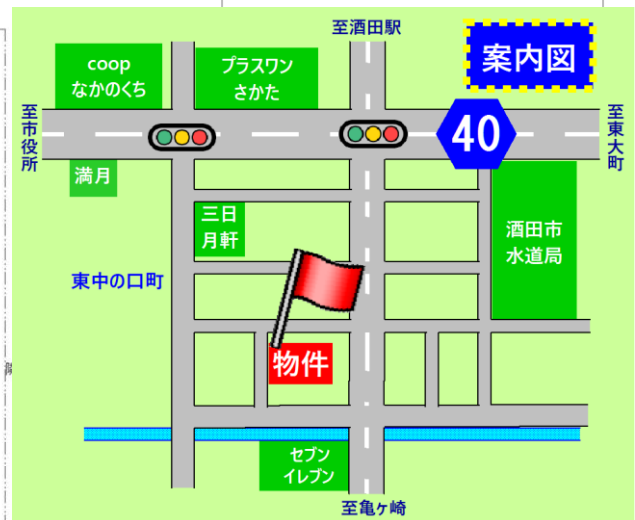 至酒田駅
案内図
coop
なかのくち
プラスワン
さかた
至市役所
40
至東大町
満月
三日
月軒
酒田市
水道局
東中の口町
物件
セブン
イレブン
至亀ヶ崎